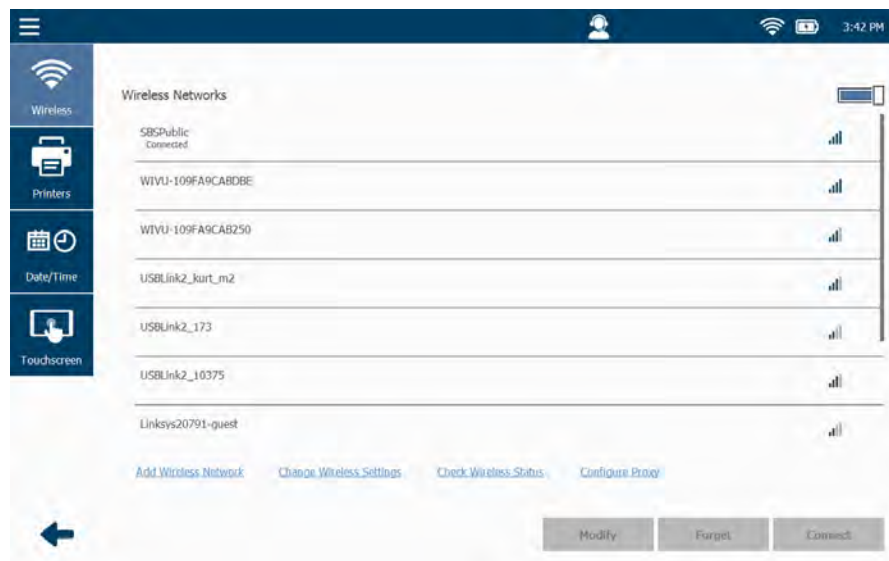 3:42 PM
Wireless
Wireless Networks
SBSPublic
Connected
WIVU-109FA9CABDBE
Printers
WIVU-109FA9CAB250
Date/Time
USBLink2_kurt_m2
USBLink2_173
Touchscreen
USBLink2_10375
Linksys20791-guest
Add Wireless Network Change Wireless Settings Check Wireless Status Configure Proxy
Modify Forget Connect